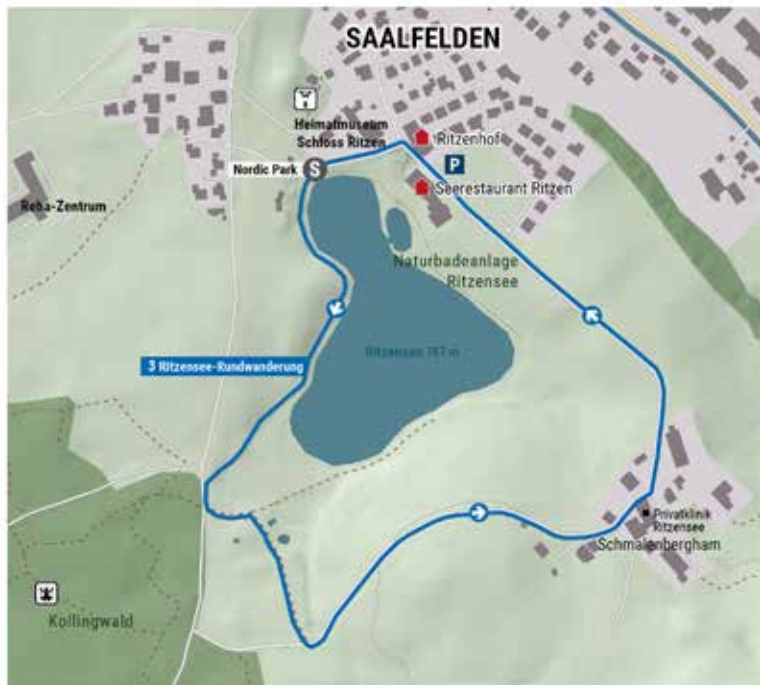 SAALFELDEN
Heimatmuseum
Schloss Ritzen
Ritzenhof
P
Nordic Park
S
Seerestaurant Ritzen
Reha-Zentrum
Naturbadeanlage
Ritzensee
Ritzensee 767 m
3 Ritzensee-Rundwanderung
Privatklinik
Ritzensee
Schmalenbergham
Kollingwald